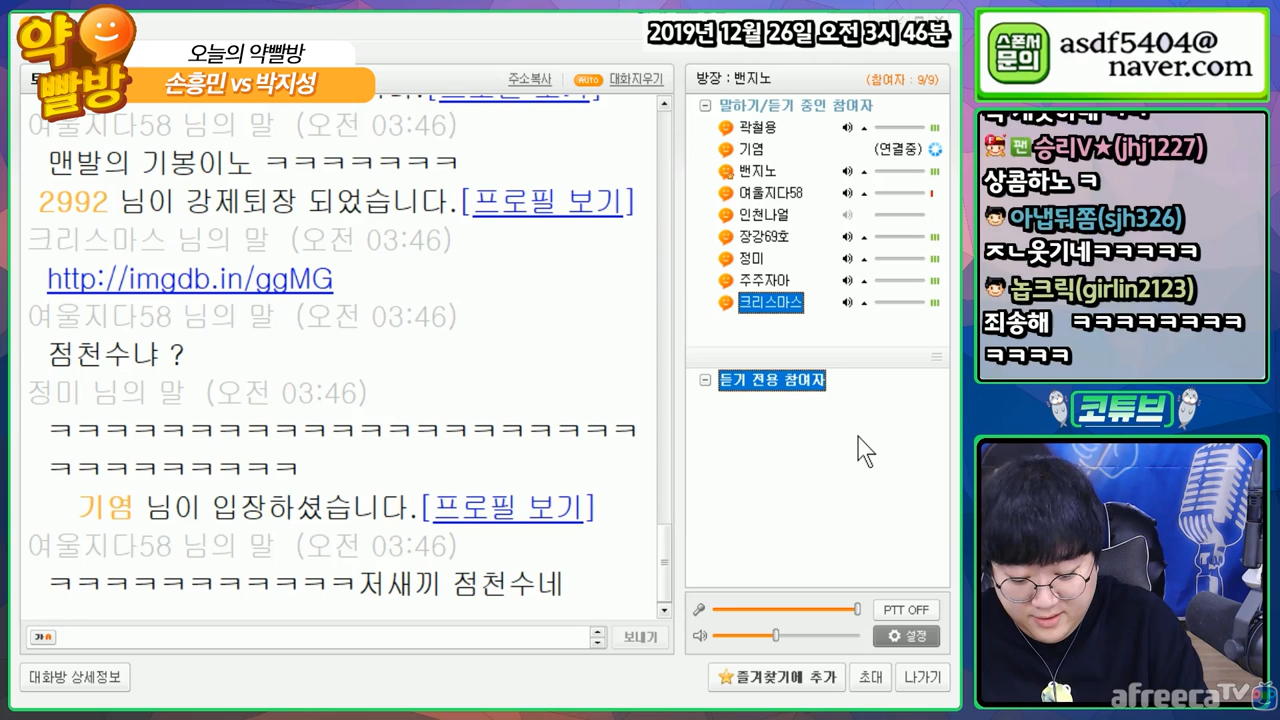 약빨방
오늘의 약빨방
손흥민 vs 박지성
2019년 12월 26일 오전 3시 46분
스폰서 문의
asdf5404@
naver.com
주소복사
AUTO 대화지우기
여울지다58 님의 말 (오전 03:46)
맨발의 기봉이노 ㅋㅋㅋㅋㅋㅋㅋ
2992 님이 강제퇴장 되었습니다.[프로필 보기]
크리스마스 님의 말 (오전 03:46)
http://imgdb.in/ggMG
여울지다58 님의 말 (오전 03:46)
점천수냐 ?
정미 님의 말 (오전 03:46)
ㅋㅋㅋㅋㅋㅋㅋㅋㅋㅋㅋㅋㅋㅋㅋㅋㅋㅋㅋㅋㅋ
ㅋㅋㅋㅋㅋㅋㅋㅋㅋ
기염 님이 입장하셨습니다.[프로필 보기]
여울지다58 님의 말 (오전 03:46)
ㅋㅋㅋㅋㅋㅋㅋㅋㅋㅋㅋ저새끼 점천수네
가A
보내기
대화방 상세정보
방장 : 밴지노
(참여자 : 9/9)
말하기/듣기 중인 참여자
곽철용
기염 (연결중)
밴지노
여울지다58
인천나얼
장강69호
정미
주주자아
크리스마스
듣기 전용 참여자
PTT OFF
설정
즐겨찾기에 추가
초대
나가기
팬 승리V★(jhj1227)
상콤하노 ㅋ
아냅둬쫌(sjh326)
ㅈㄴ웃기네ㅋㅋㅋㅋㅋ
놉크릭(girlin2123)
죄송해 ㅋㅋㅋㅋㅋㅋㅋㅋ
ㅋㅋㅋㅋ
코튜브
afreecaTV